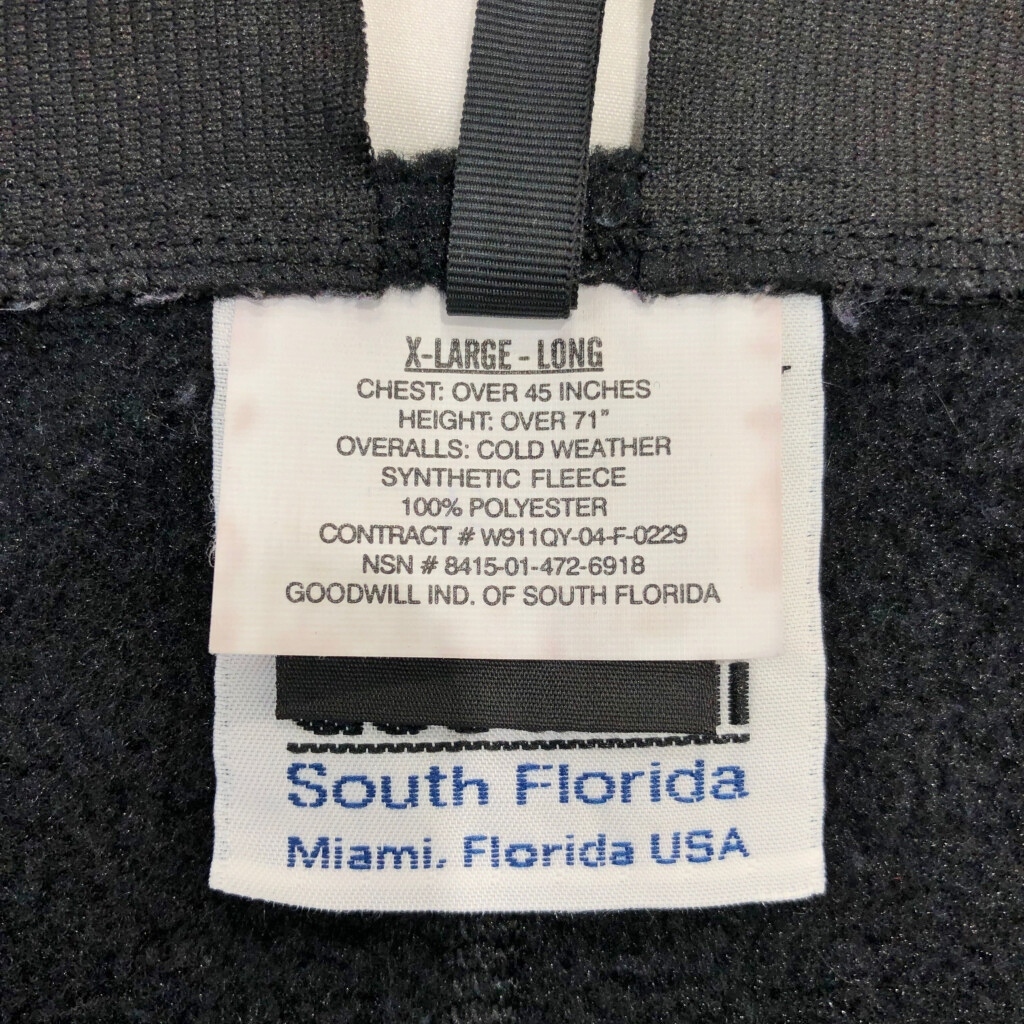 X-LARGE - LONG
CHEST: OVER 45 INCHES
HEIGHT: OVER 71"
OVERALLS: COLD WEATHER
SYNTHETIC FLEECE
100% POLYESTER
CONTRACT # W911QY-04-F-0229
NSN # 8415-01-472-6918
GOODWILL IND. OF SOUTH FLORIDA
South Florida
Miami, Florida USA